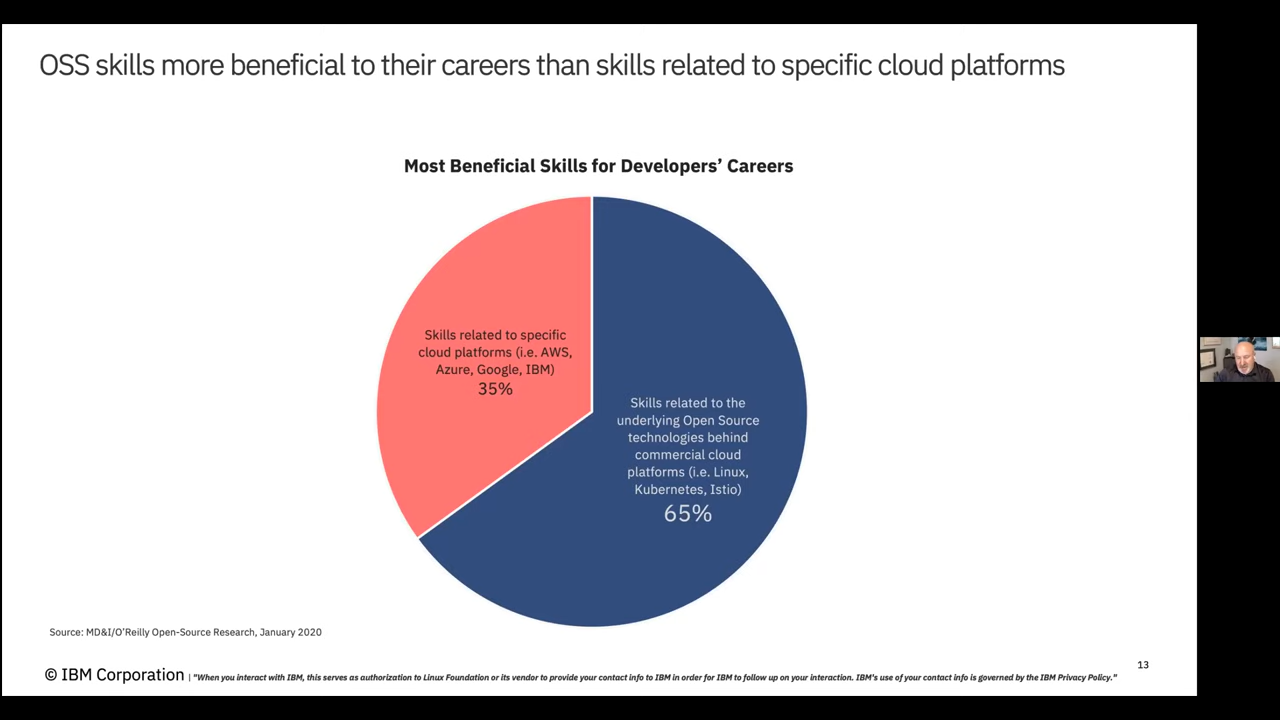 OSS skills more beneficial to their careers than skills related to specific cloud platforms
Most Beneficial Skills for Developers’ Careers
Skills related to specific
cloud platforms (i.e. AWS,
Azure, Google, IBM)
35%
Skills related to the
underlying Open Source
technologies behind
commercial cloud
platforms (i.e. Linux,
Kubernetes, Istio)
65%
Source: MD&I/O’Reilly Open-Source Research, January 2020
13
© IBM Corporation | "When you interact with IBM, this serves as authorization to Linux Foundation or its vendor to provide your contact info to IBM in order for IBM to follow up on your interaction. IBM's use of your contact info is governed by the IBM Privacy Policy."